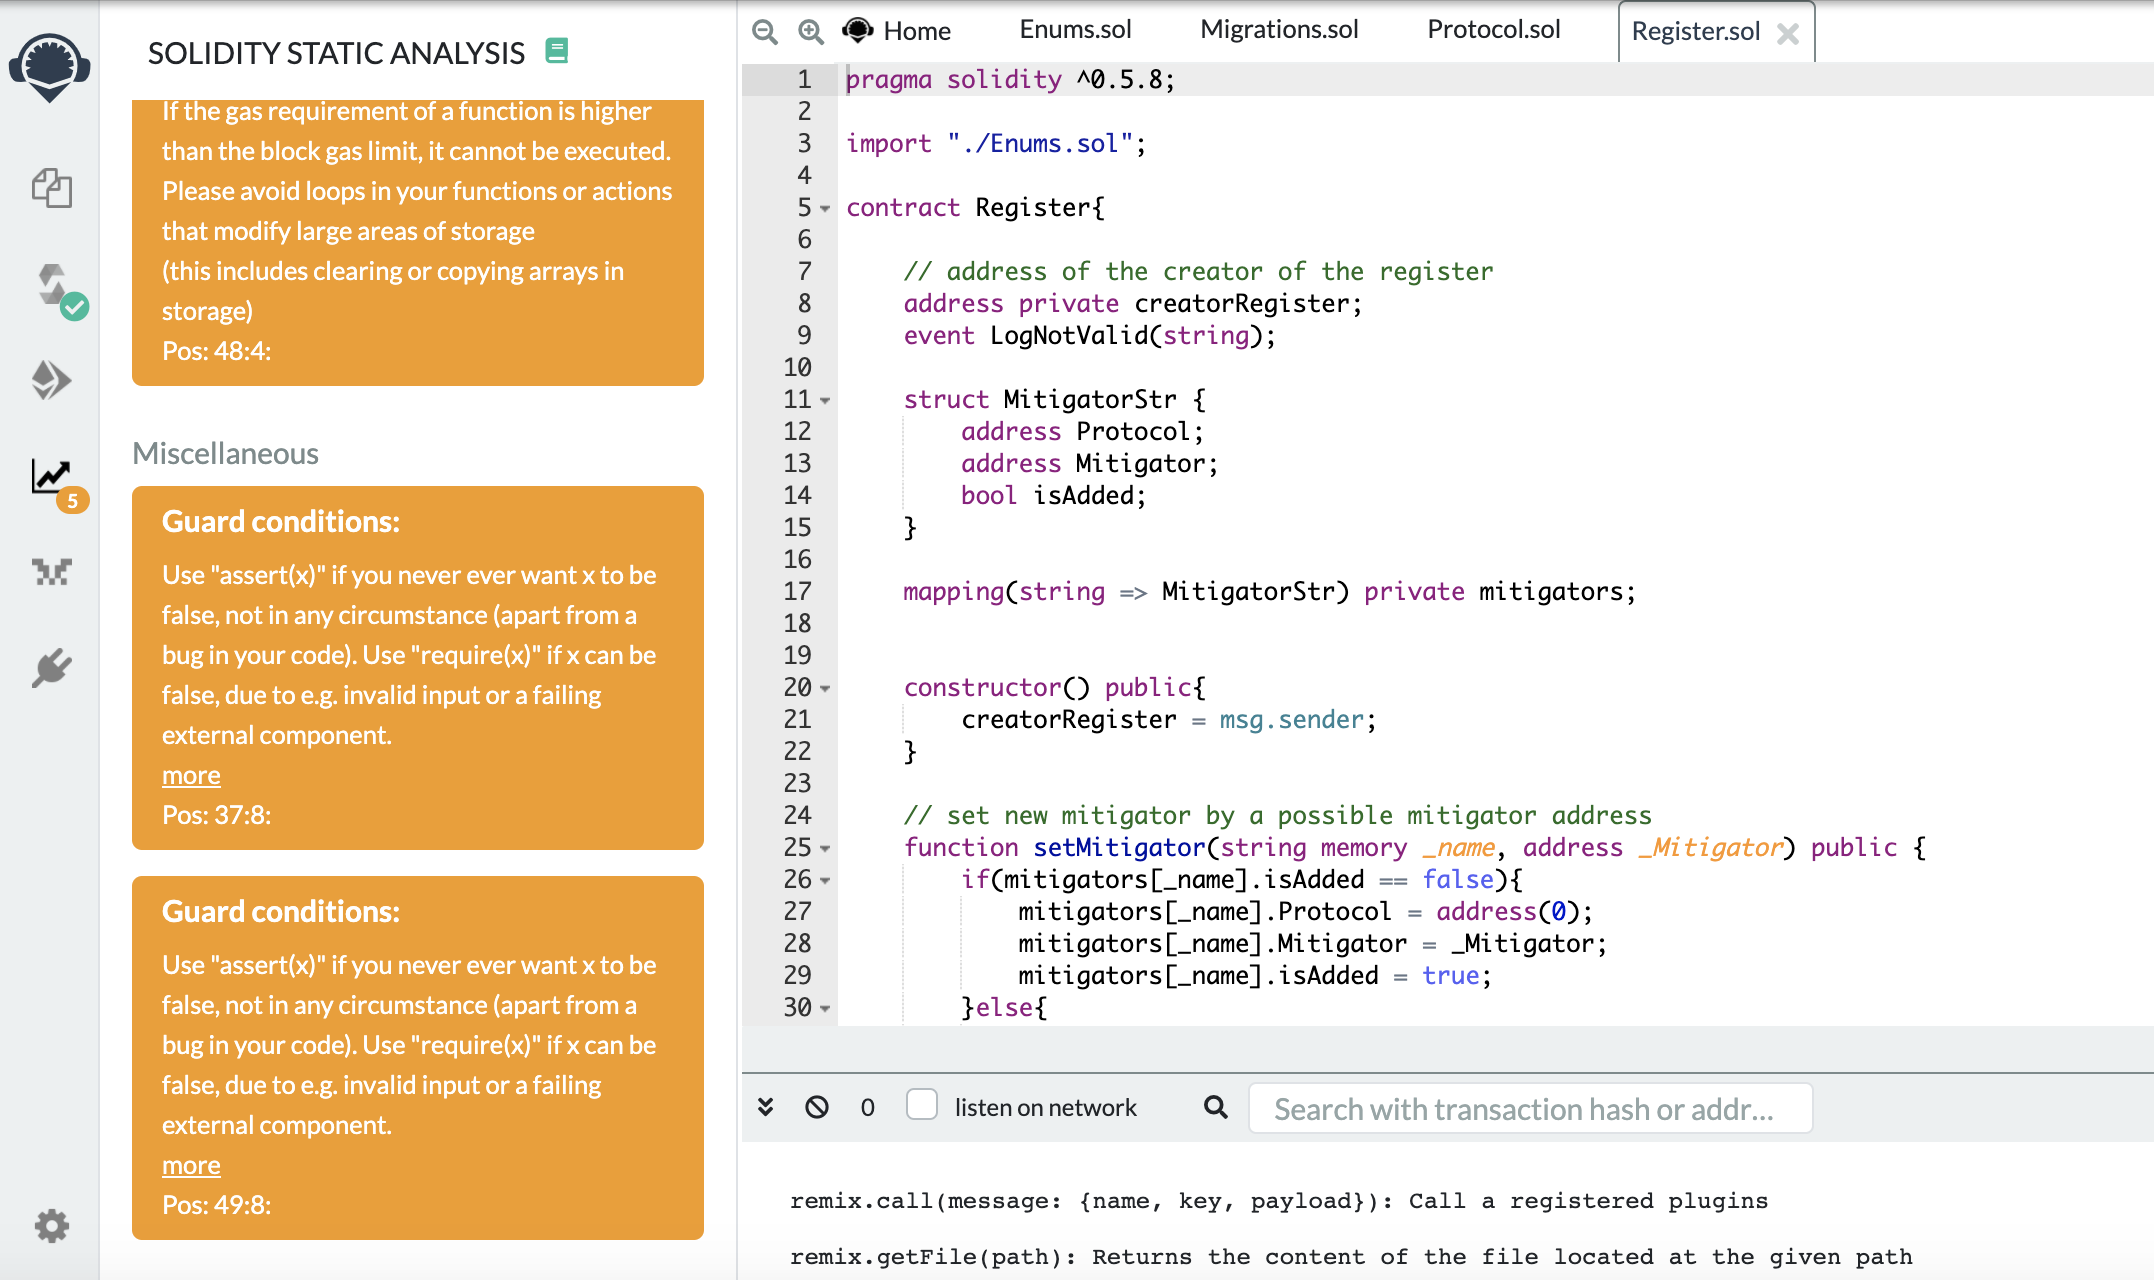 SOLIDITY STATIC ANALYSIS
If the gas requirement of a function is higher
than the block gas limit, it cannot be executed.
Please avoid loops in your functions or actions
that modify large areas of storage
(this includes clearing or copying arrays in
storage)
Pos: 48:4:
Miscellaneous
Guard conditions:
Use "assert(x)" if you never ever want x to be
false, not in any circumstance (apart from a
bug in your code). Use "require(x)" if x can be
false, due to e.g. invalid input or a failing
external component.
more
Pos: 37:8:
Guard conditions:
Use "assert(x)" if you never ever want x to be
false, not in any circumstance (apart from a
bug in your code). Use "require(x)" if x can be
false, due to e.g. invalid input or a failing
external component.
more
Pos: 49:8:
5
Home Enums.sol Migrations.sol Protocol.sol Register.sol
1 pragma solidity ^0.5.8;
2
3 import "./Enums.sol";
4
5 contract Register{
6
7 // address of the creator of the register
8 address private creatorRegister;
9 event LogNotValid(string);
10
11 struct MitigatorStr {
12 address Protocol;
13 address Mitigator;
14 bool isAdded;
15 }
16
17 mapping(string => MitigatorStr) private mitigators;
18
19
20 constructor() public{
21 creatorRegister = msg.sender;
22 }
23
24 // set new mitigator by a possible mitigator address
25 function setMitigator(string memory _name, address _Mitigator) public {
26 if(mitigators[_name].isAdded == false){
27 mitigators[_name].Protocol = address(0);
28 mitigators[_name].Mitigator = _Mitigator;
29 mitigators[_name].isAdded = true;
30 }else{
0 listen on network Search with transaction hash or addr...
remix.call(message: {name, key, payload}): Call a registered plugins
remix.getFile(path): Returns the content of the file located at the given path